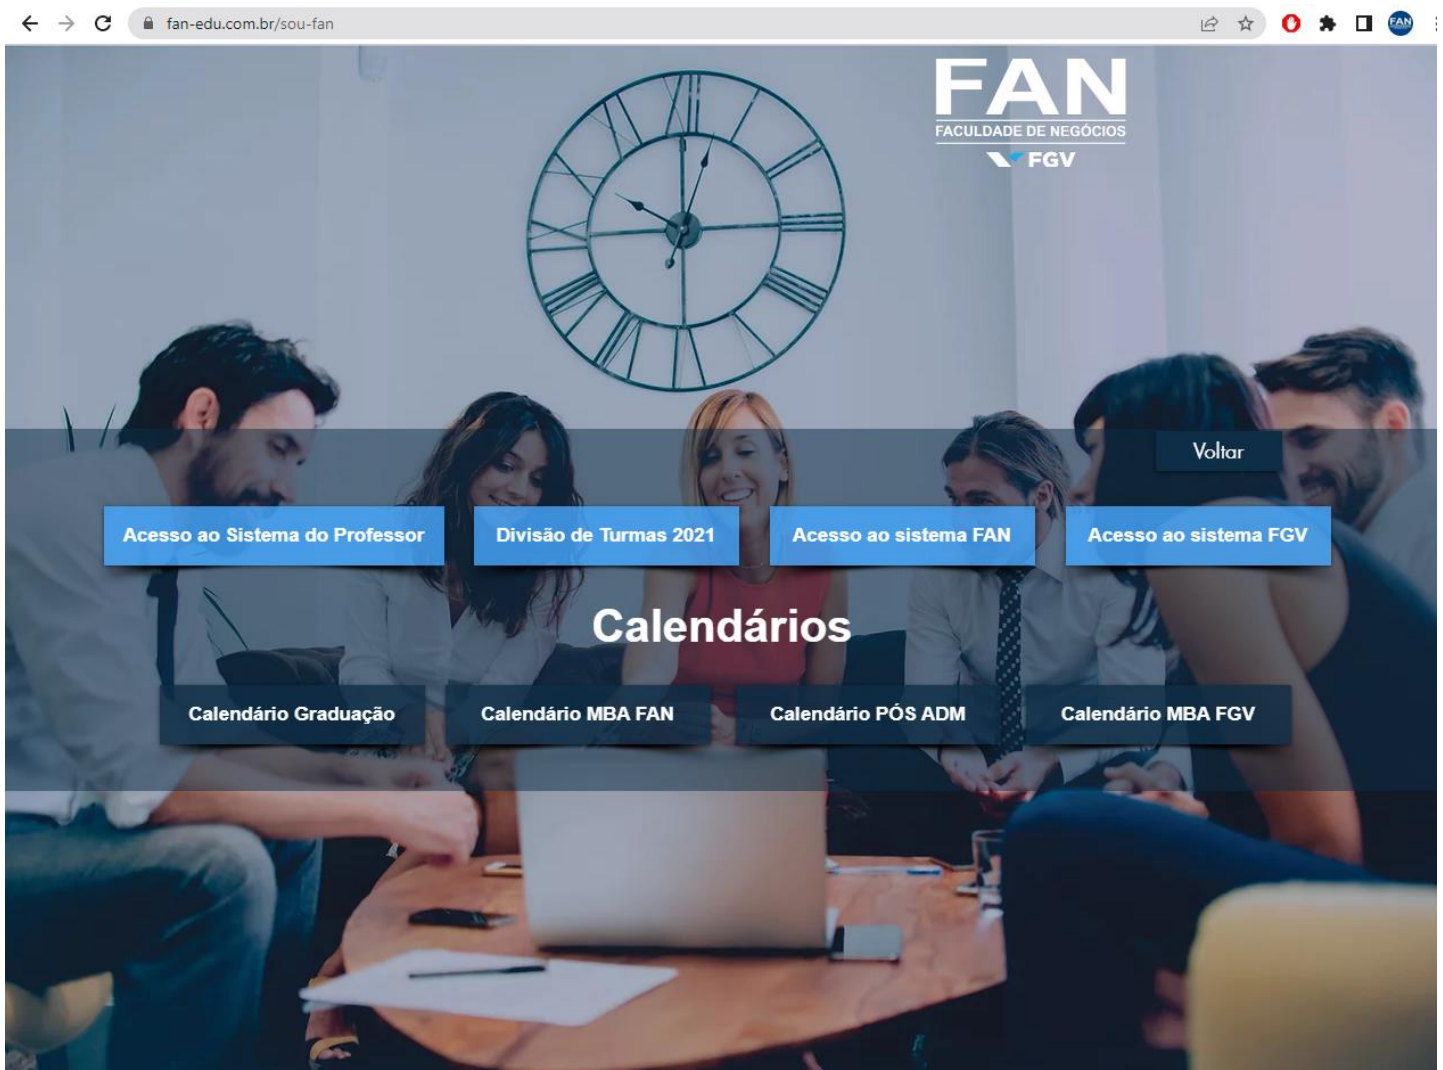 fan-edu.com.br/sou-fan
FAN
FACULDADE DE NEGÓCIOS
FGV
Voltar
Acesso ao Sistema do Professor
Divisão de Turmas 2021
Acesso ao sistema FAN
Acesso ao sistema FGV
Calendários
Calendário Graduação
Calendário MBA FAN
Calendário PÓS ADM
Calendário MBA FGV